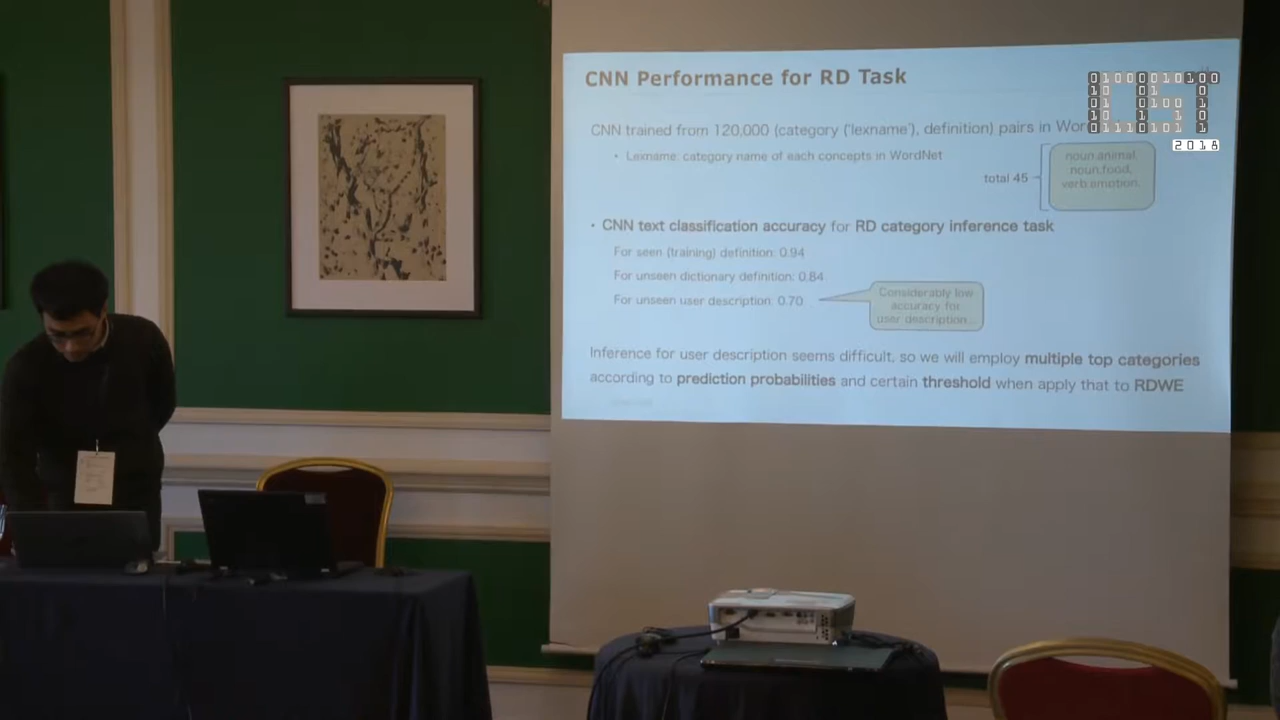 CNN Performance for RD Task
CNN trained from 120,000 (category ('lexname'), definition) pairs in
• Lexname: category name of each concepts in WordNet
total 45
noun.animal,
noun.food,
verb.emotion,
• CNN text classification accuracy for RD category inference task
For seen (training) definition: 0.94
For unseen dictionary definition: 0.84
For unseen user description: 0.70
Considerably low
accuracy for
user description...
Inference for user description seems difficult, so we will employ multiple top categories
according to prediction probabilities and certain threshold when apply that to RDWE
2018